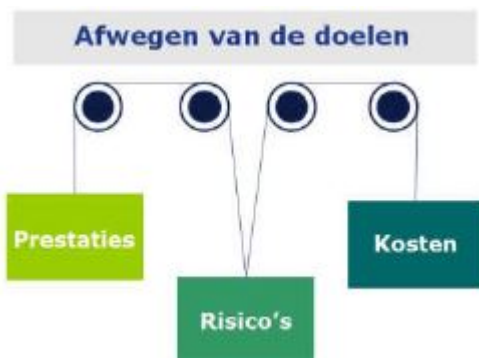 Afwegen van de doelen
Prestaties
Kosten
Risico's